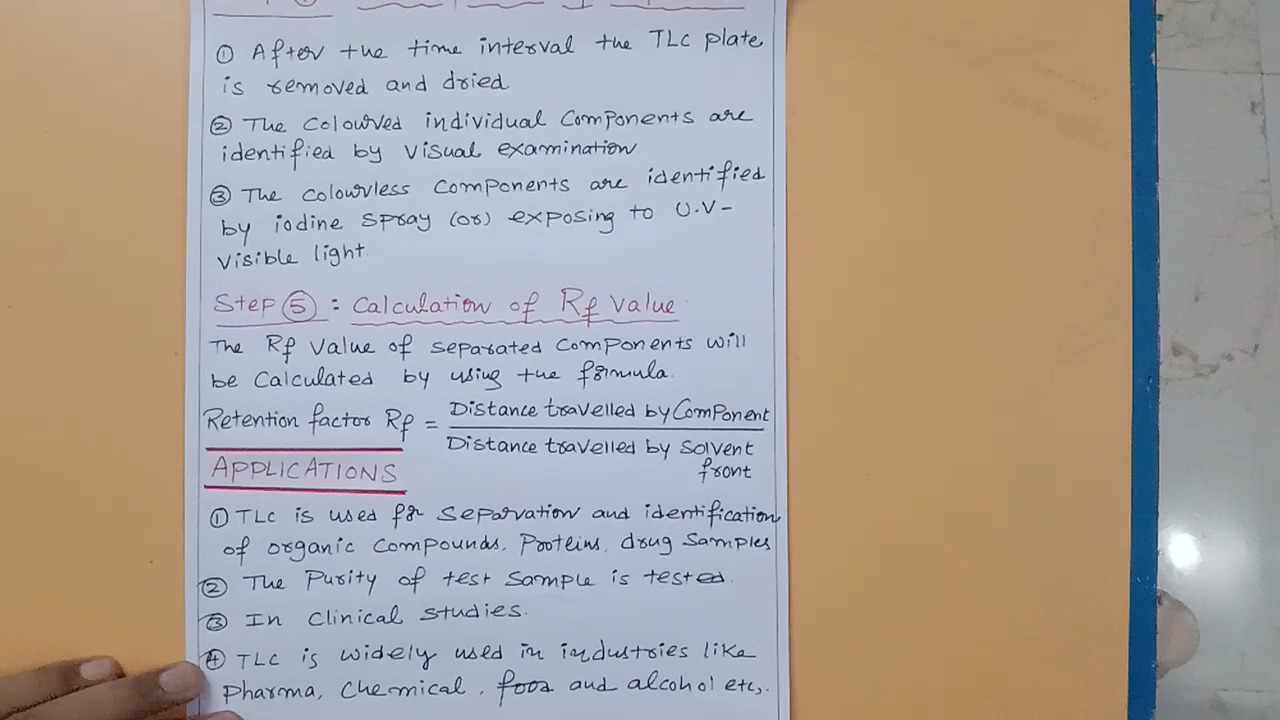 ① After the time interval the TLC plate
is removed and dried
② The coloured individual components are
identified by visual examination.
③ The colourless components are identified
by iodine spray (or) exposing to U.V-
visible light.
Step ⑤ : Calculation of Rf value
The Rf value of separated components will
be calculated by using the formula.
Retention factor Rf = Distance travelled by component
Distance travelled by solvent
front
APPLICATIONS
① TLC is used for separation and identification
of organic compounds, proteins, drug samples
② The purity of test sample is tested.
③ In clinical studies.
④ TLC is widely used in industries like
pharma, chemical, food and alcohol etc,.